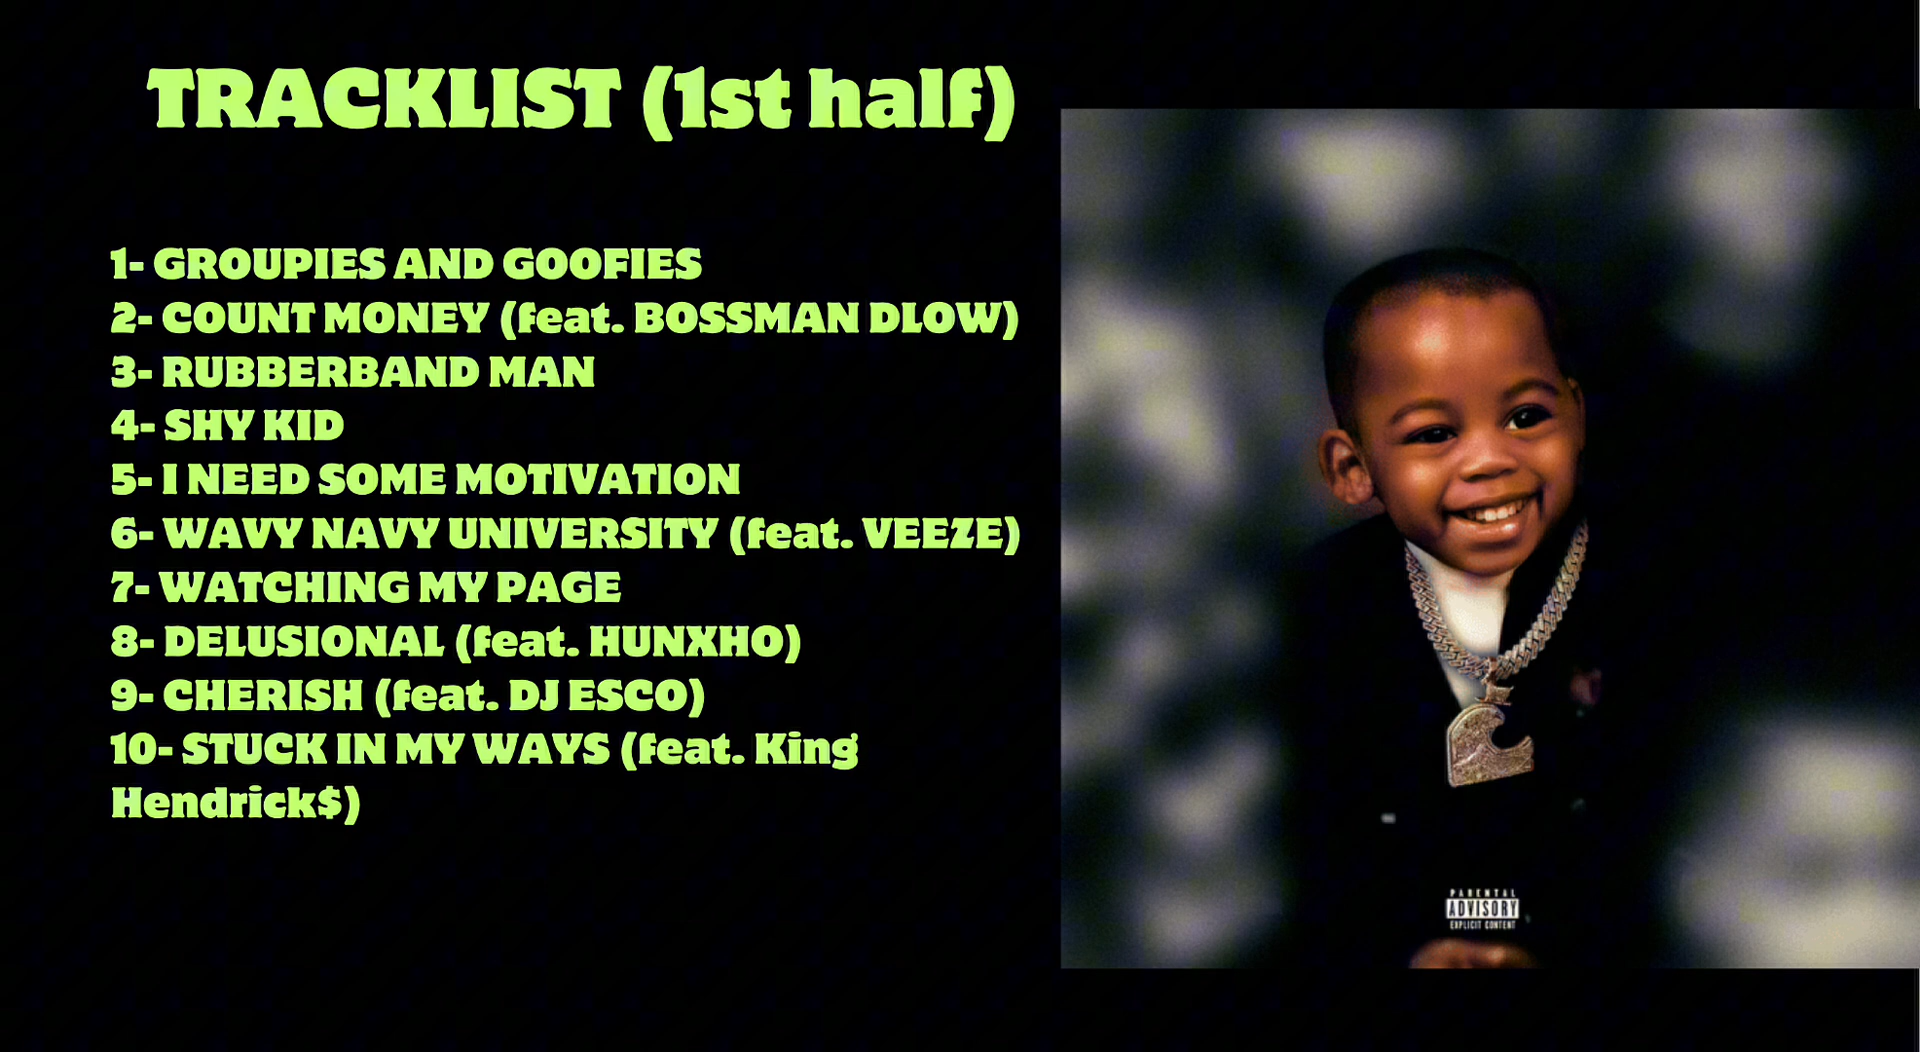 TRACKLIST (1st half)
1- GROUPIES AND GOOFIES
2- COUNT MONEY (feat. BOSSMAN DLOW)
3- RUBBERBAND MAN
4- SHY KID
5- I NEED SOME MOTIVATION
6- WAVY NAVY UNIVERSITY (feat. VEEZE)
7- WATCHING MY PAGE
8- DELUSIONAL (feat. HUNXHO)
9- CHERISH (feat. DJ ESCO)
10- STUCK IN MY WAYS (feat. King
Hendrick$)
PARENTAL
ADVISORY
EXPLICIT CONTENT